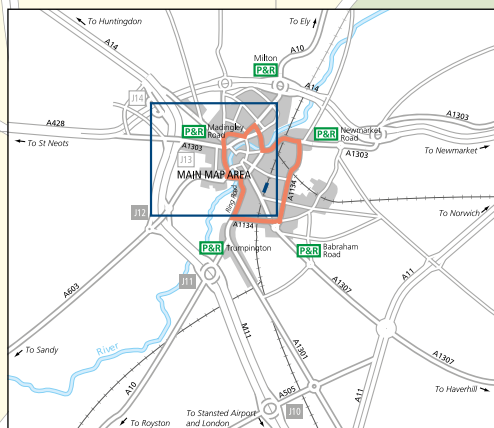 To Huntingdon
To Ely
A14
A10
Milton
P&R
A14
J14
A1303
A428
P&R
Madingley
Road
P&R
Newmarket
Road
To St Neots
A1303
J13
A1303
To Newmarket
MAIN MAP AREA
Ring Road
A1134
J12
To Norwich
A1134
P&R
Trumpington
P&R
Babraham
Road
J11
A11
A603
A1307
River
M11
A1301
To Sandy
A1307
A10
A505
A11
To Haverhill
To Royston
To Stansted Airport
and London
J10